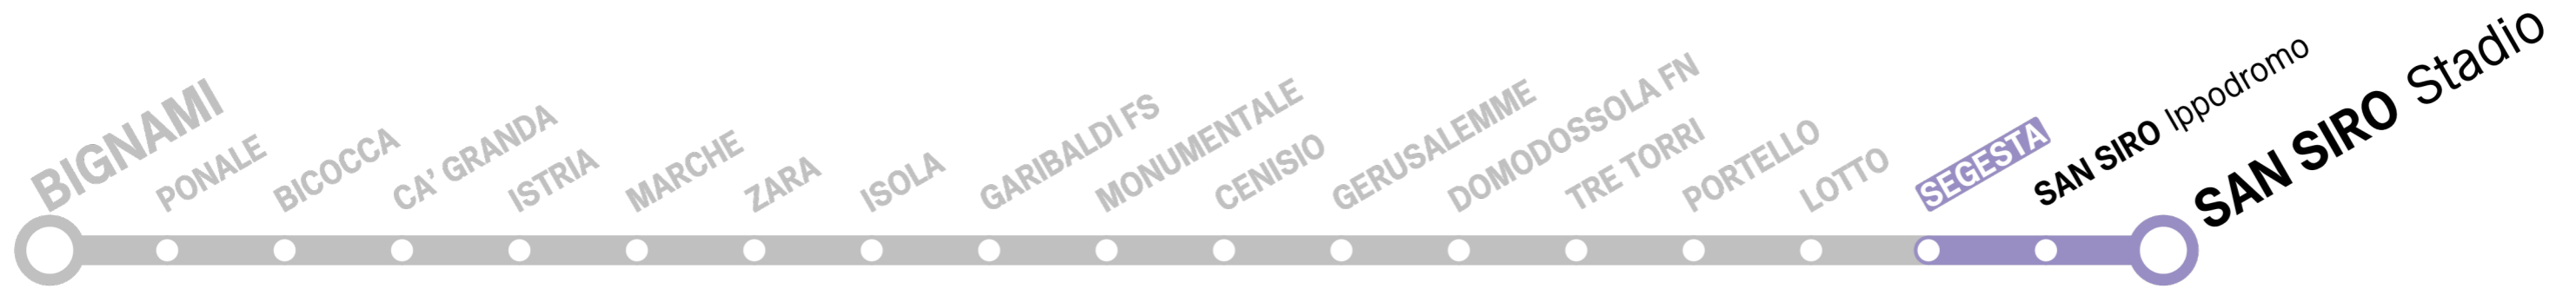 BIGNAMI
PONALE
BICOCCA
CA' GRANDA
ISTRIA
MARCHE
ZARA
ISOLA
GARIBALDI FS
MONUMENTALE
CENISIO
GERUSALEMME
DOMODOSSOLA FN
TRE TORRI
PORTELLO
LOTTO
SEGESTA
SAN SIRO Ippodromo
SAN SIRO Stadio